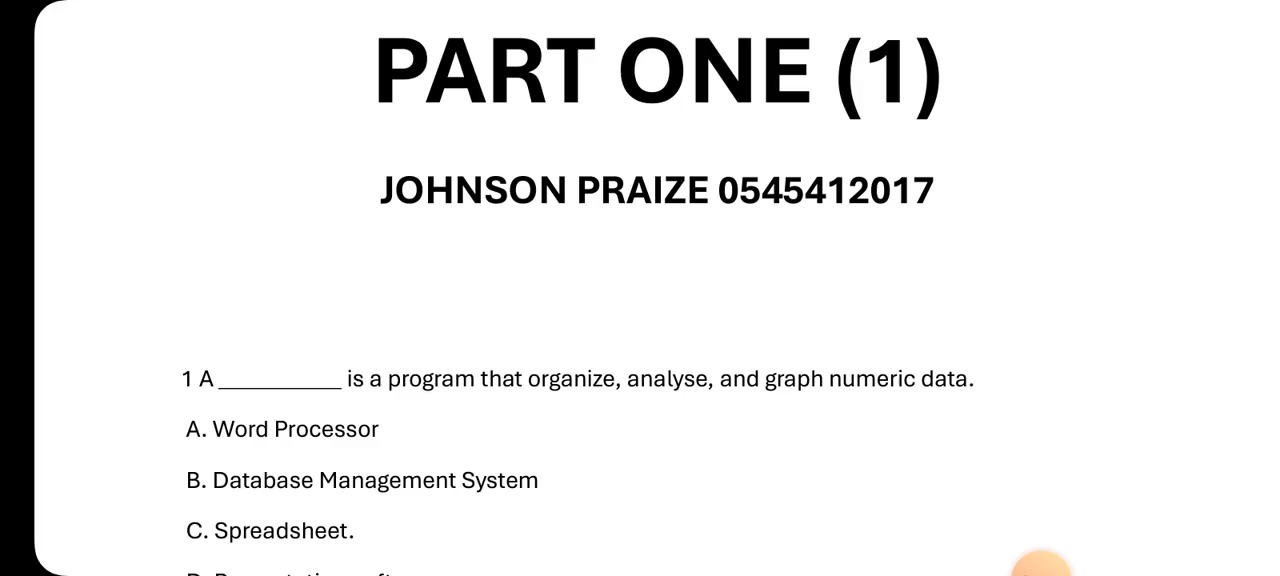 PART ONE (1)
JOHNSON PRAIZE 0545412017
1 A __________ is a program that organize, analyse, and graph numeric data.
A. Word Processor
B. Database Management System
C. Spreadsheet.